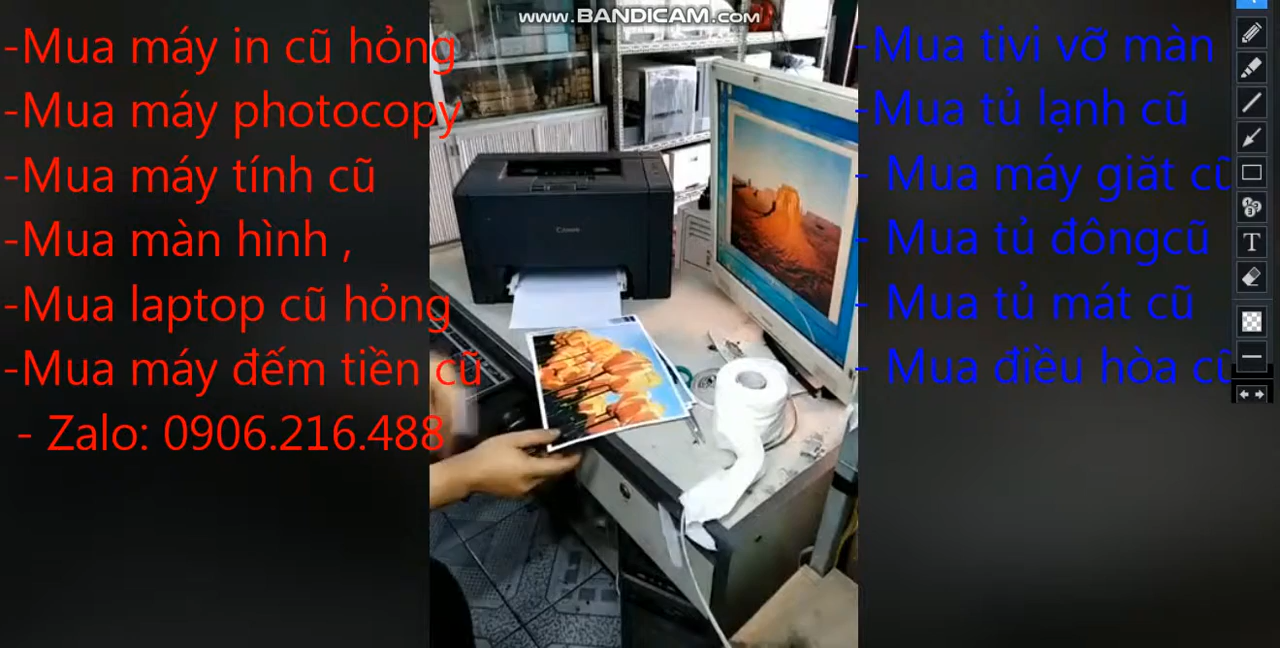 www.BANDICAM.com
-Mua máy in cũ hỏng
-Mua máy photocopy
-Mua máy tính cũ
-Mua màn hình ,
-Mua laptop cũ hỏng
-Mua máy đếm tiền cũ
- Zalo: 0906.216.488
-Mua tivi vỡ màn
-Mua tủ lạnh cũ
- Mua máy giặt cũ
- Mua tủ đôngcũ
- Mua tủ mát cũ
- Mua điều hòa cũ
Canon
T